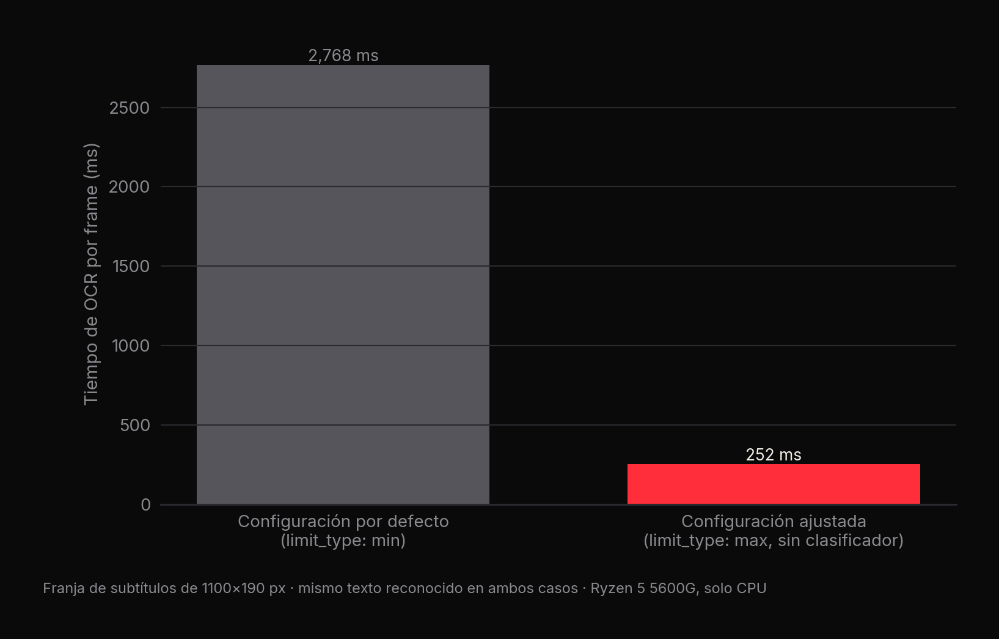 2,768 ms
2500
2000
1500
1000
500
0
Tiempo de OCR por frame (ms)
252 ms
Configuración por defecto
(limit_type: min)
Configuración ajustada
(limit_type: max, sin clasificador)
Franja de subtítulos de 1100×190 px · mismo texto reconocido en ambos casos · Ryzen 5 5600G, solo CPU